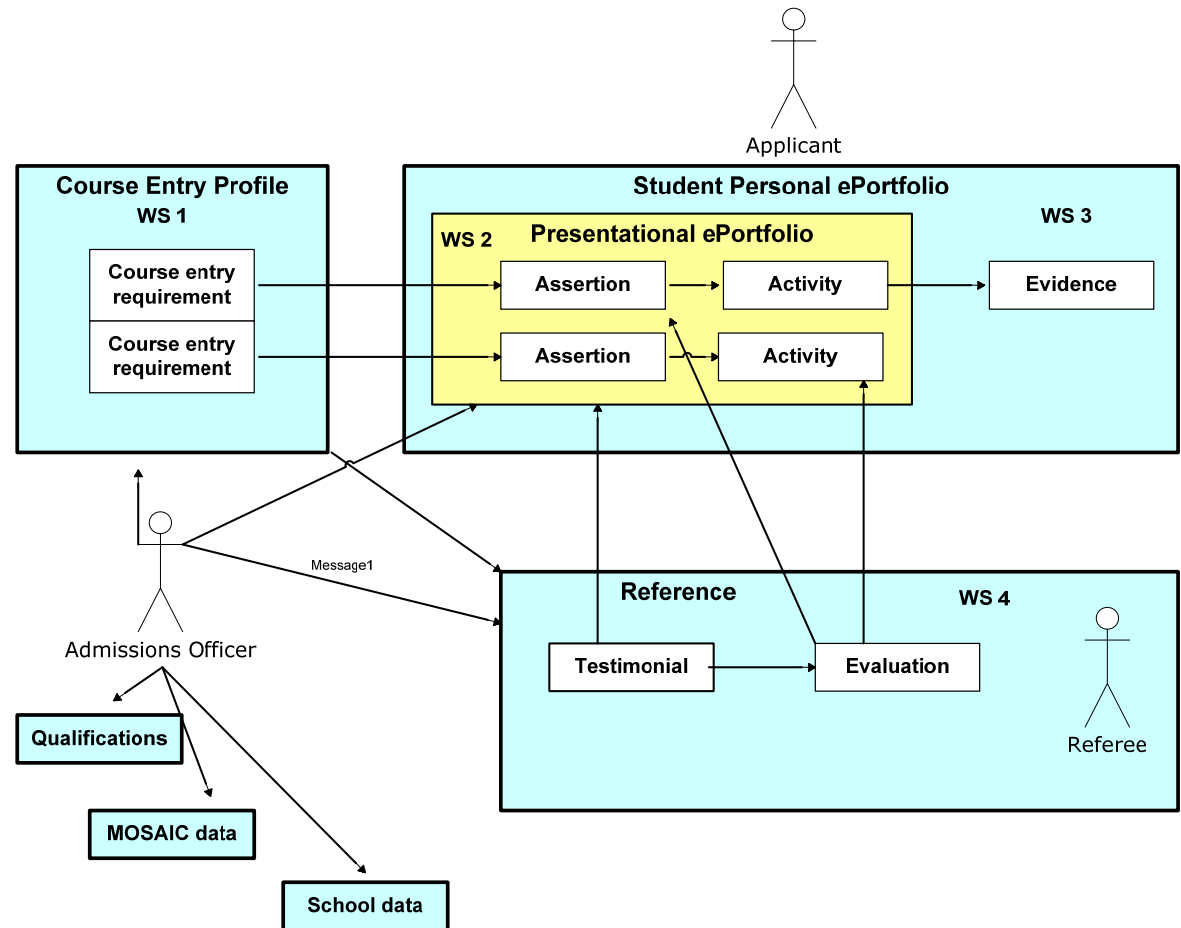 Applicant
Course Entry Profile
WS 1
Course entry
requirement
Course entry
requirement
Student Personal ePortfolio
WS 3
WS 2
Presentational ePortfolio
Assertion
Activity
Evidence
Assertion
Activity
Message1
Admissions Officer
Qualifications
MOSAIC data
School data
Reference
WS 4
Testimonial
Evaluation
Referee